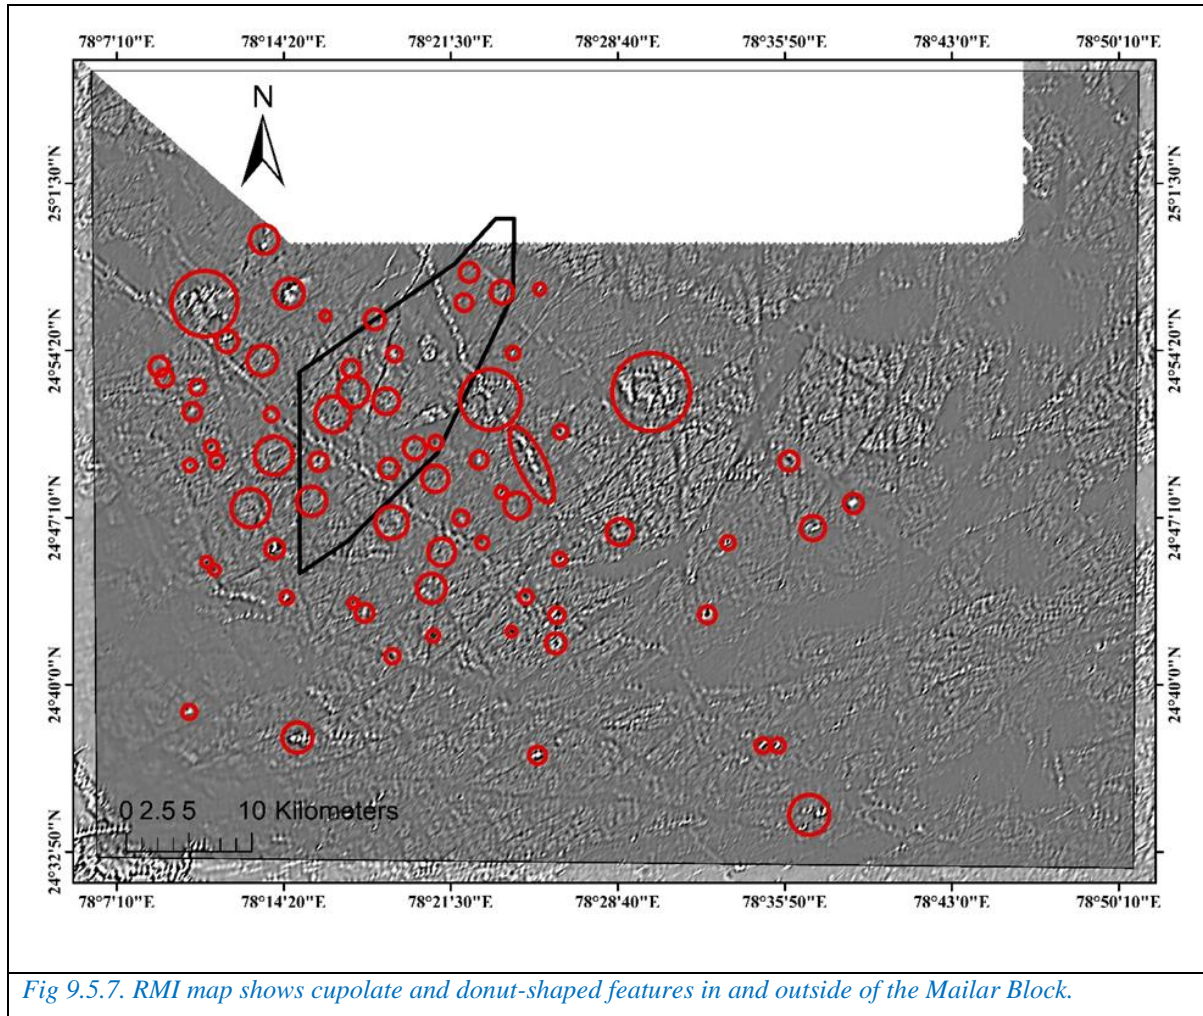 78°7'10"E 78°14'20"E 78°21'30"E 78°28'40"E 78°35'50"E 78°43'0"E 78°50'10"E
N
25°1'30"N 25°1'30"N
24°54'20"N 24°54'20"N
24°47'10"N 24°47'10"N
24°40'0"N 24°40'0"N
0 2.5 5 10 Kilometers
24°32'50"N 24°32'50"N
78°7'10"E 78°14'20"E 78°21'30"E 78°28'40"E 78°35'50"E 78°43'0"E 78°50'10"E
Fig 9.5.7. RMI map shows cupolate and donut-shaped features in and outside of the Mailar Block.